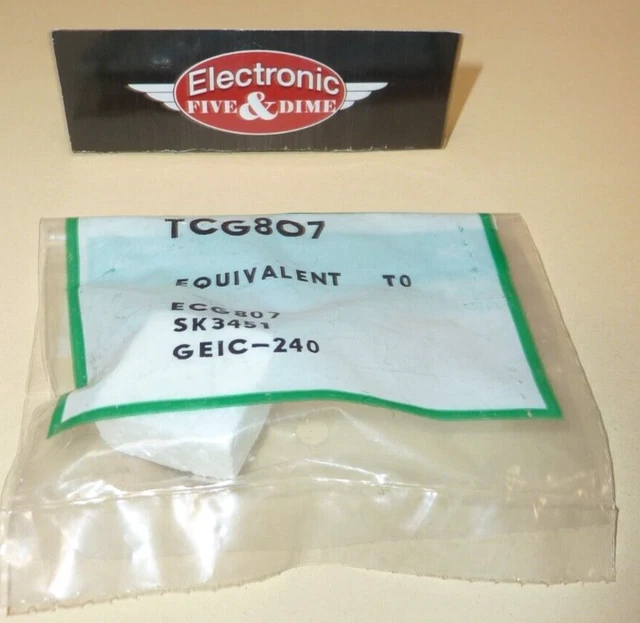 Electronic
FIVE & DIME
TCG807
EQUIVALENT TO
ECG807
SK3451
GEIC-240